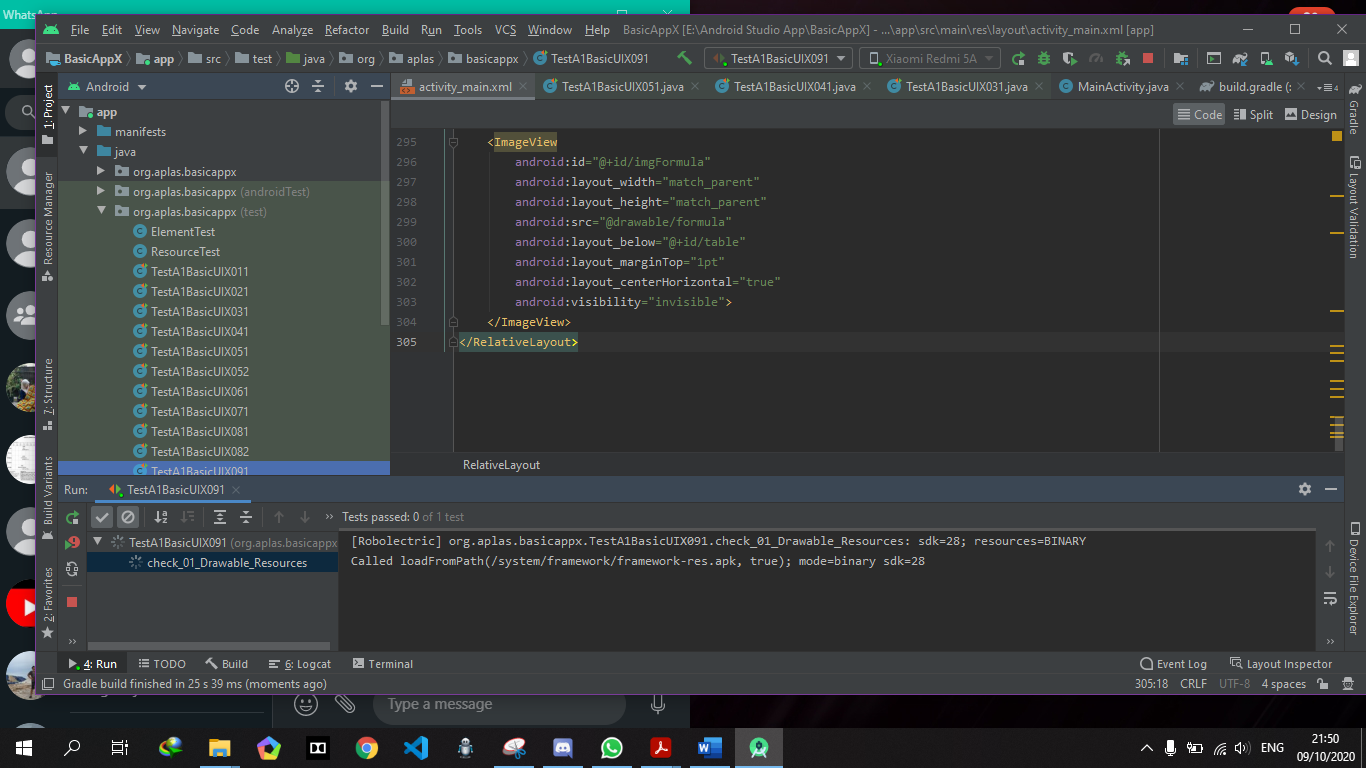 WhatsApp
File Edit View Navigate Code Analyze Refactor Build Run Tools VCS Window Help BasicAppX [E:\Android Studio App\BasicAppX] - ...\app\src\main\res\layout\activity_main.xml [app]
BasicAppX app src test java org aplas basicappx TestA1BasicUIX091 TestA1BasicUIX091 Xiaomi Redmi 5A
1: Project
Resource Manager
7: Structure
Build Variants
2: Favorites
Android
app
manifests
java
org.aplas.basicappx
org.aplas.basicappx (androidTest)
org.aplas.basicappx (test)
ElementTest
ResourceTest
TestA1BasicUIX011
TestA1BasicUIX021
TestA1BasicUIX031
TestA1BasicUIX041
TestA1BasicUIX051
TestA1BasicUIX052
TestA1BasicUIX061
TestA1BasicUIX071
TestA1BasicUIX081
TestA1BasicUIX082
TestA1BasicUIX091
activity_main.xml TestA1BasicUIX051.java TestA1BasicUIX041.java TestA1BasicUIX031.java MainActivity.java build.gradle (: 4
Code Split Design
295 <ImageView
296 android:id="@+id/imgFormula"
297 android:layout_width="match_parent"
298 android:layout_height="match_parent"
299 android:src="@drawable/formula"
300 android:layout_below="@+id/table"
301 android:layout_marginTop="1pt"
302 android:layout_centerHorizontal="true"
303 android:visibility="invisible">
304 </ImageView>
305 </RelativeLayout>
RelativeLayout
Gradle
Layout Validation
Device File Explorer
Run: TestA1BasicUIX091
Tests passed: 0 of 1 test
TestA1BasicUIX091 (org.aplas.basicappx
check_01_Drawable_Resources
[Robolectric] org.aplas.basicappx.TestA1BasicUIX091.check_01_Drawable_Resources: sdk=28; resources=BINARY
Called loadFromPath(/system/framework/framework-res.apk, true); mode=binary sdk=28
4: Run TODO Build 6: Logcat Terminal Event Log Layout Inspector
Gradle build finished in 25 s 39 ms (moments ago) 305:18 CRLF UTF-8 4 spaces
Type a message
ENG
21:50
09/10/2020